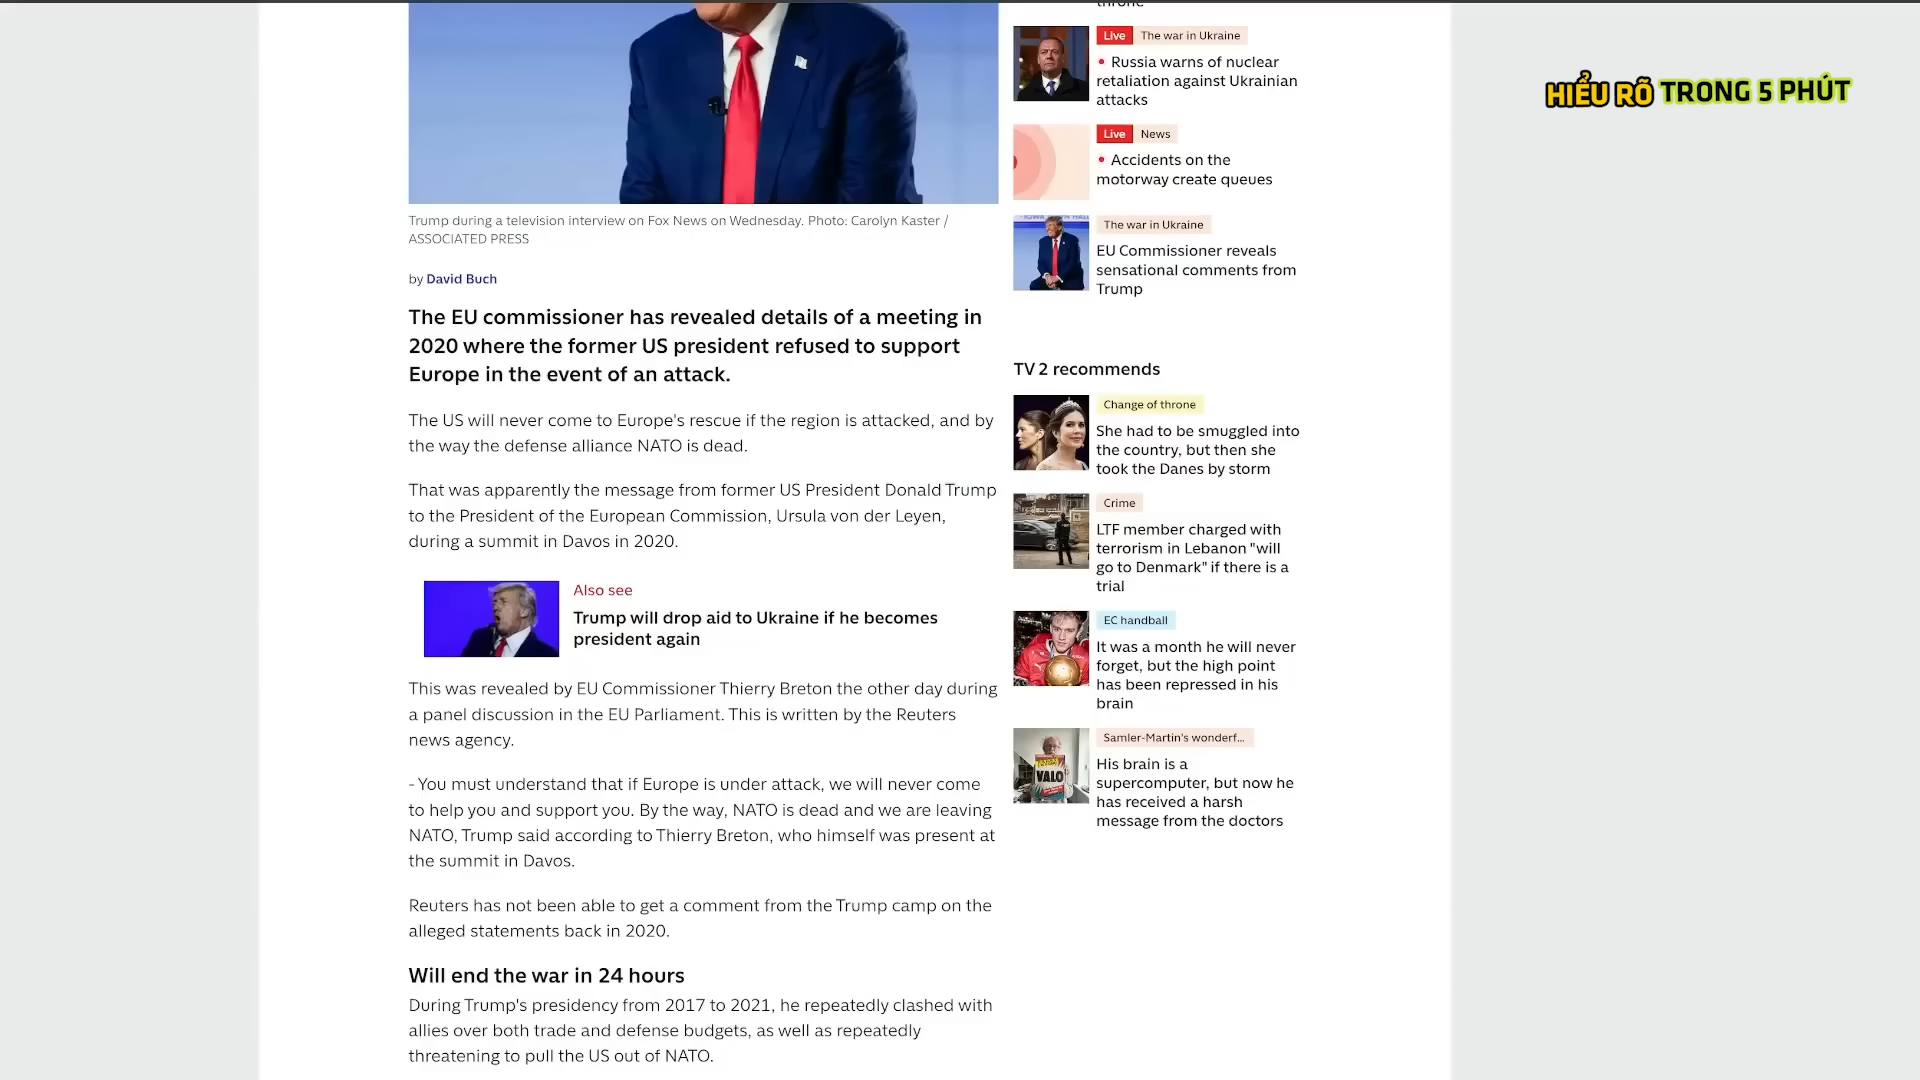 Trump during a television interview on Fox News on Wednesday. Photo: Carolyn Kaster /
ASSOCIATED PRESS
by David Buch
The EU commissioner has revealed details of a meeting in
2020 where the former US president refused to support
Europe in the event of an attack.
The US will never come to Europe's rescue if the region is attacked, and by
the way the defense alliance NATO is dead.
That was apparently the message from former US President Donald Trump
to the President of the European Commission, Ursula von der Leyen,
during a summit in Davos in 2020.
Also see
Trump will drop aid to Ukraine if he becomes
president again
This was revealed by EU Commissioner Thierry Breton the other day during
a panel discussion in the EU Parliament. This is written by the Reuters
news agency.
- You must understand that if Europe is under attack, we will never come
to help you and support you. By the way, NATO is dead and we are leaving
NATO, Trump said according to Thierry Breton, who himself was present at
the summit in Davos.
Reuters has not been able to get a comment from the Trump camp on the
alleged statements back in 2020.
Will end the war in 24 hours
During Trump's presidency from 2017 to 2021, he repeatedly clashed with
allies over both trade and defense budgets, as well as repeatedly
threatening to pull the US out of NATO.
throne
Live The war in Ukraine
• Russia warns of nuclear
retaliation against Ukrainian
attacks
Live News
• Accidents on the
motorway create queues
The war in Ukraine
EU Commissioner reveals
sensational comments from
Trump
TV 2 recommends
Change of throne
She had to be smuggled into
the country, but then she
took the Danes by storm
Crime
LTF member charged with
terrorism in Lebanon "will
go to Denmark" if there is a
trial
EC handball
It was a month he will never
forget, but the high point
has been repressed in his
brain
Samler-Martin's wonderf...
VALO
His brain is a
supercomputer, but now he
has received a harsh
message from the doctors
HIỂU RÕ TRONG 5 PHÚT